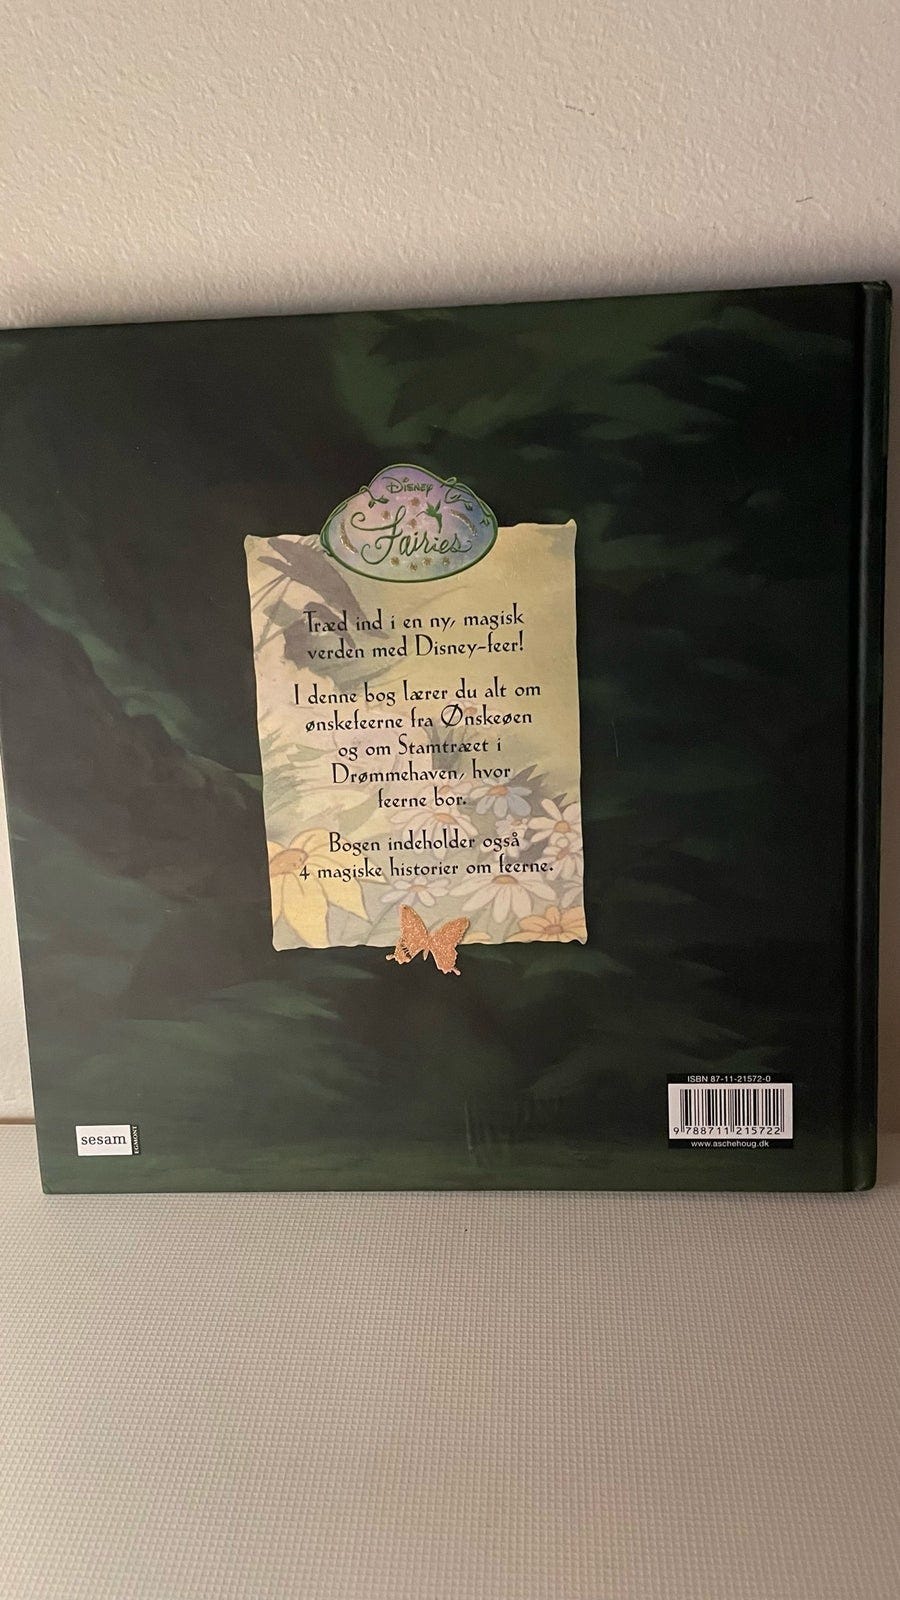 Disney
Fairies
Træd ind i en ny, magisk
verden med Disney-feer!
I denne bog lærer du alt om
ønskefeerne fra Ønskeøen
og om Stamtræet i
Drømmehaven, hvor
feerne bor.
Bogen indeholder også
4 magiske historier om feerne.
sesam
EGMONT
ISBN 87-11-21572-0
9 788711 215722
www.aschehoug.dk